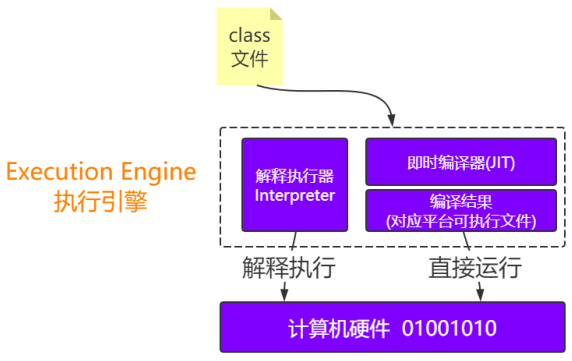 class
文件
Execution Engine
执行引擎
解释执行器
Interpreter
即时编译器(JIT)
编译结果
(对应平台可执行文件)
解释执行
直接运行
计算机硬件 01001010